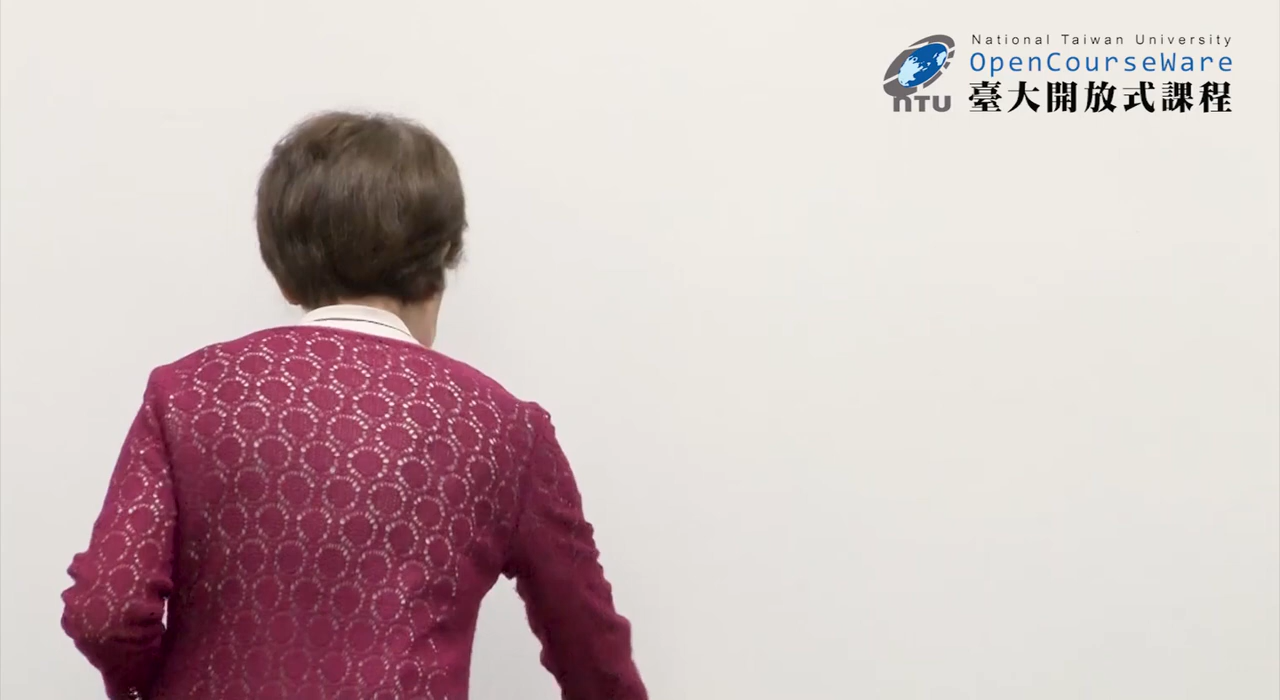 National Taiwan University
OpenCourseWare
臺大開放式課程
NTU